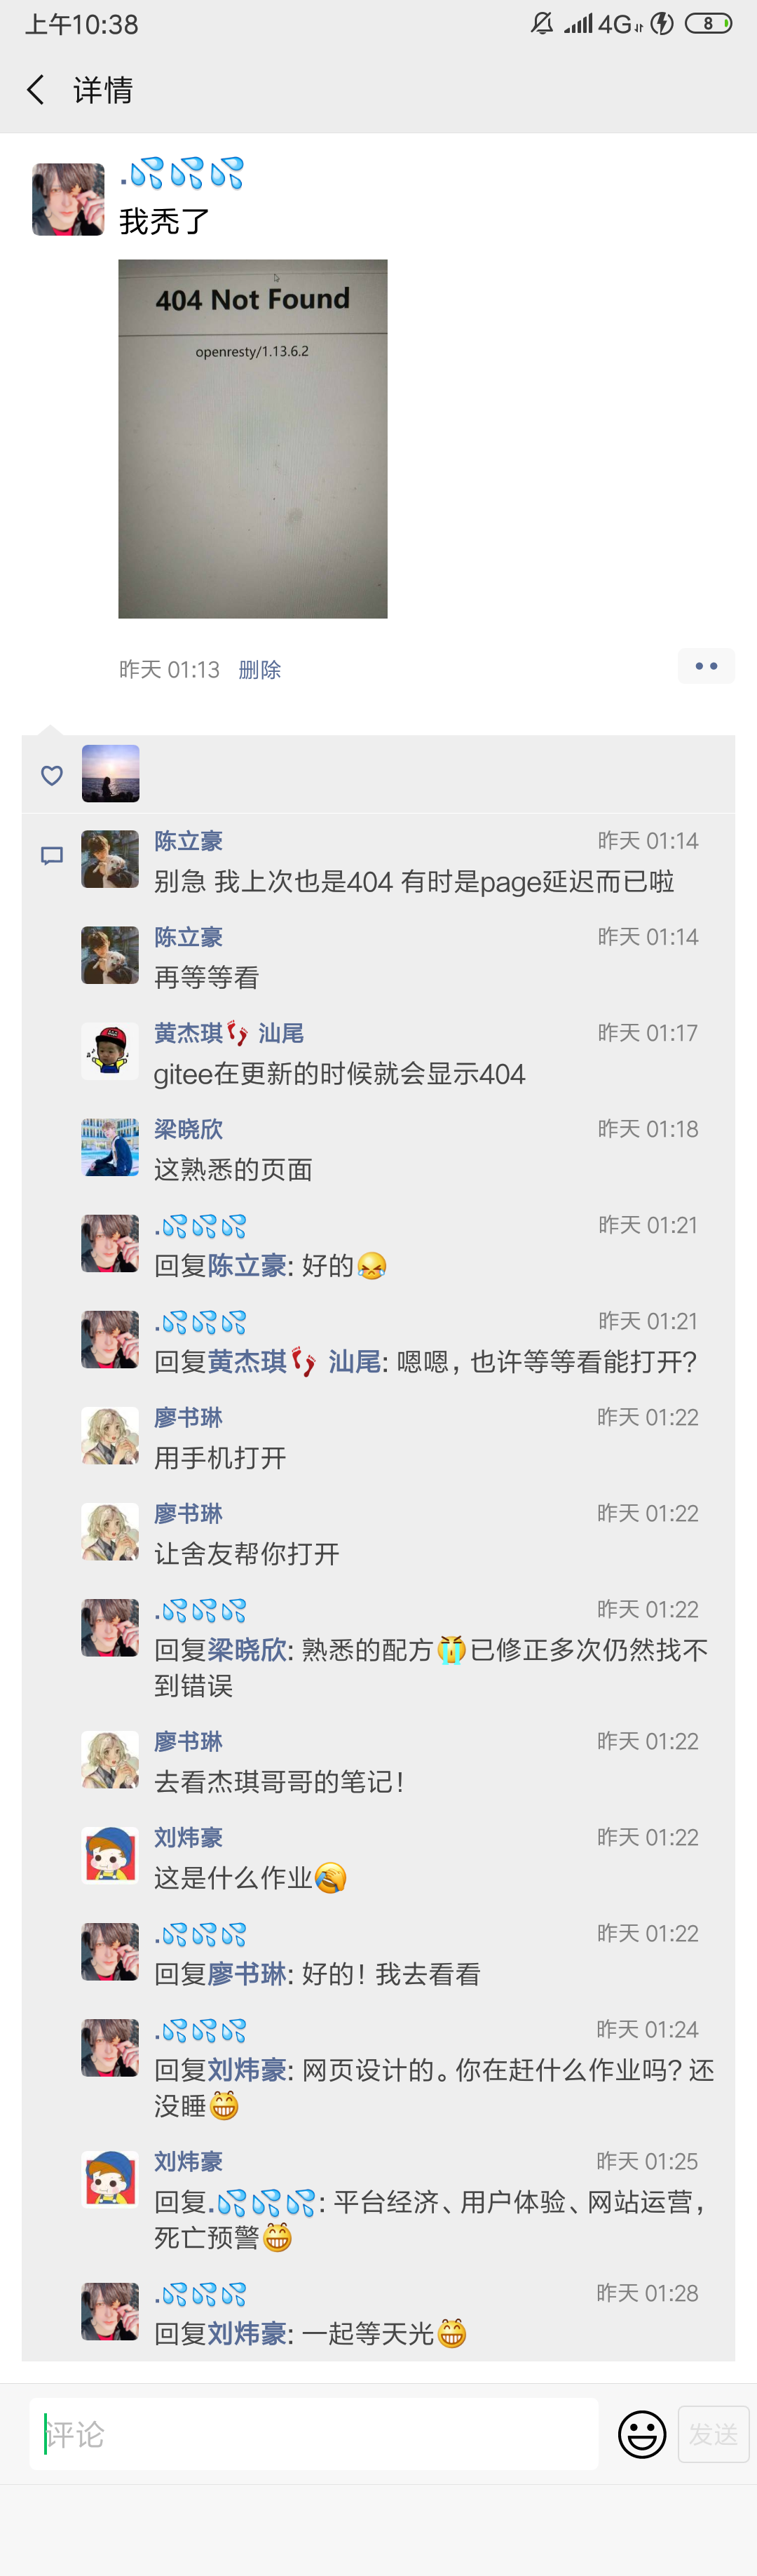 上午10:38
4G
8
详情
.💦💦💦
我秃了
404 Not Found
openresty/1.13.6.2
昨天 01:13 删除
陈立豪 昨天 01:14
别急 我上次也是404 有时是page延迟而已啦
陈立豪 昨天 01:14
再等等看
黄杰琪👣 汕尾 昨天 01:17
gitee在更新的时候就会显示404
梁晓欣 昨天 01:18
这熟悉的页面
.💦💦💦 昨天 01:21
回复陈立豪: 好的😹
.💦💦💦 昨天 01:21
回复黄杰琪👣 汕尾: 嗯嗯，也许等等看能打开?
廖书琳 昨天 01:22
用手机打开
廖书琳 昨天 01:22
让舍友帮你打开
.💦💦💦 昨天 01:22
回复梁晓欣: 熟悉的配方😭已修正多次仍然找不
到错误
廖书琳 昨天 01:22
去看杰琪哥哥的笔记！
刘炜豪 昨天 01:22
这是什么作业🤦
.💦💦💦 昨天 01:22
回复廖书琳: 好的！我去看看
.💦💦💦 昨天 01:24
回复刘炜豪: 网页设计的。你在赶什么作业吗? 还
没睡😁
刘炜豪 昨天 01:25
回复.💦💦💦: 平台经济、用户体验、网站运营，
死亡预警😁
.💦💦💦 昨天 01:28
回复刘炜豪: 一起等天光😁
评论
发送